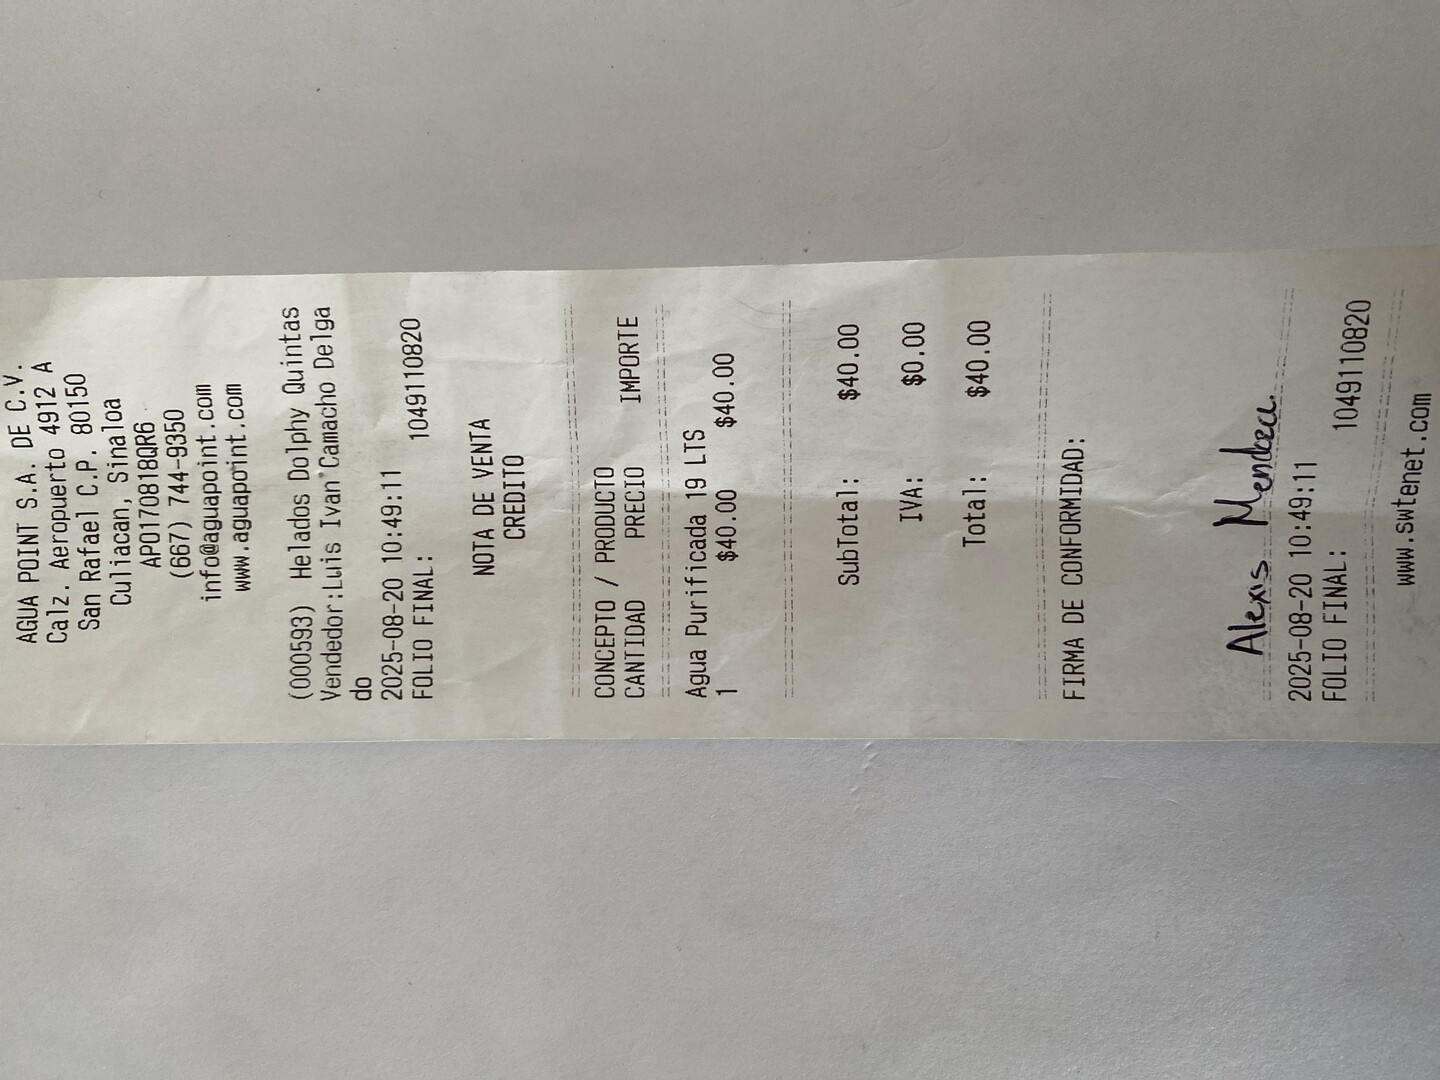 AGUA POINT S.A. DE C.V.
Calz. Aeropuerto 4912 A
San Rafael C.P. 80150
Culiacan, Sinaloa
APO170818QR6
(667) 744-9350
info@aguapoint.com
www.aguapoint.com
(000593) Helados Dolphy Quintas
Vendedor:Luis Ivan Camacho Delga
do
2025-08-20 10:49:11
FOLIO FINAL: 1049110820
NOTA DE VENTA
CREDITO
CONCEPTO / PRODUCTO
CANTIDAD PRECIO IMPORTE
Agua Purificada 19 LTS
1 $40.00 $40.00
SubTotal: $40.00
IVA: $0.00
Total: $40.00
FIRMA DE CONFORMIDAD:
Alexis Mendoza.
2025-08-20 10:49:11
FOLIO FINAL: 1049110820
www.swtenet.com